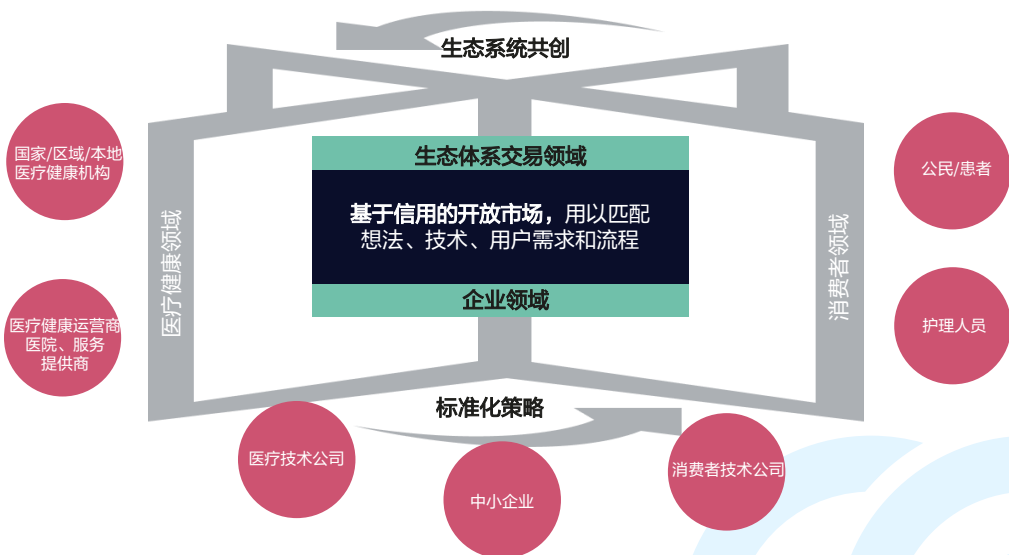 生态系统共创
国家/区域/本地
医疗健康机构
医疗健康运营商
医院、服务
提供商
医疗健康领域
生态体系交易领域
基于信用的开放市场，用以匹配
想法、技术、用户需求和流程
企业领域
消费者领域
公民/患者
护理人员
标准化策略
医疗技术公司
中小企业
消费者技术公司